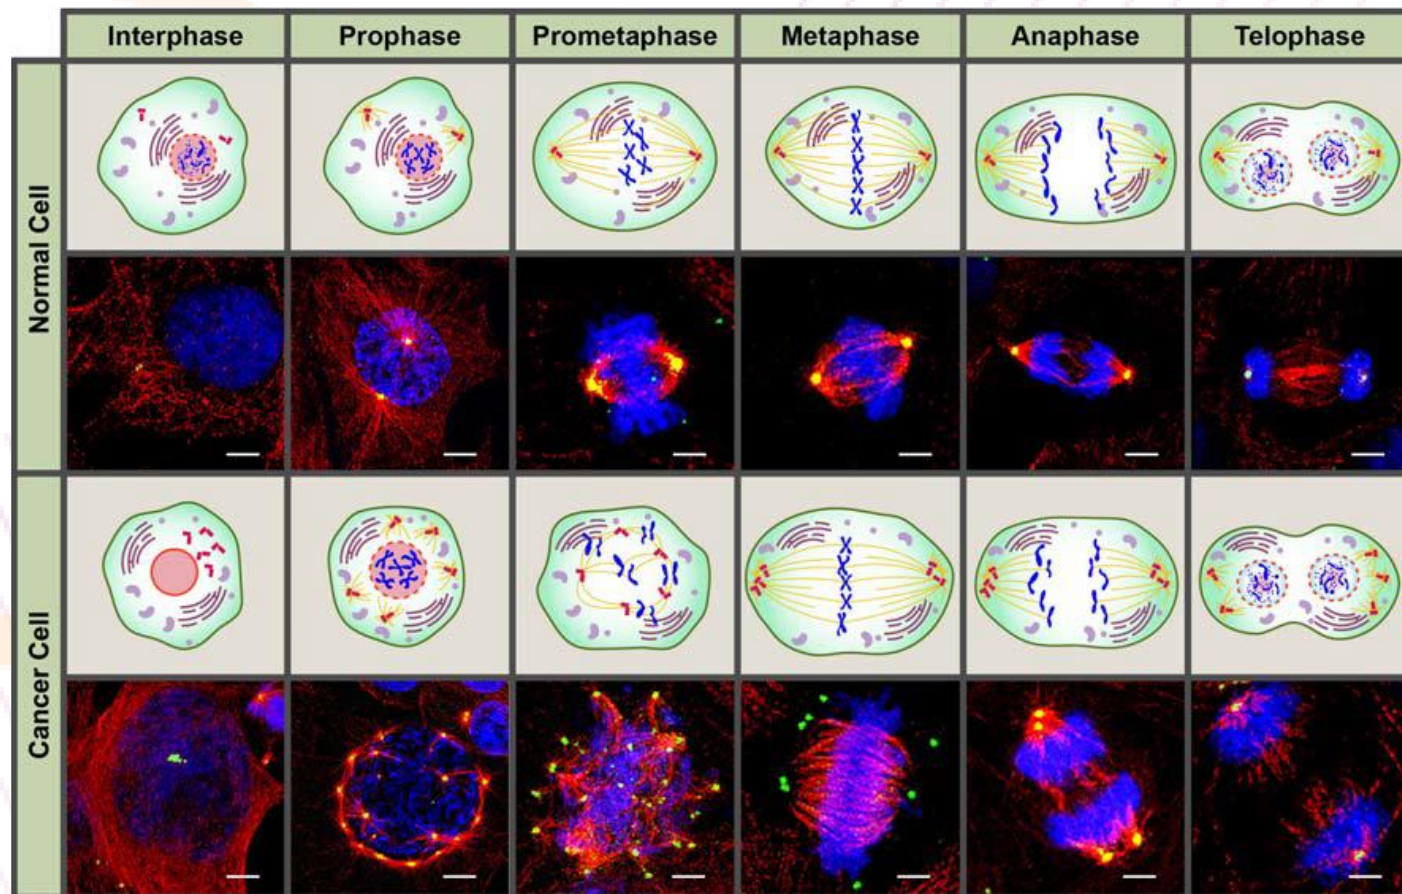 Interphase
Prophase
Prometaphase
Metaphase
Anaphase
Telophase
Normal Cell
Cancer Cell